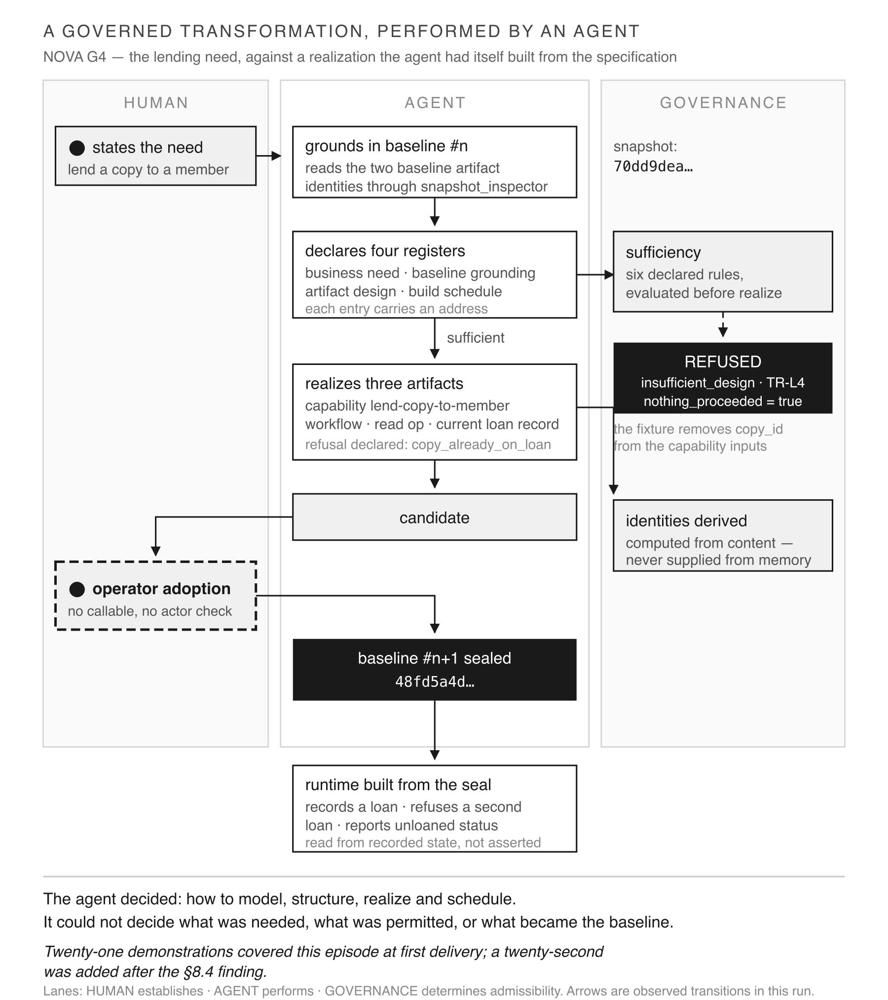 A GOVERNED TRANSFORMATION, PERFORMED BY AN AGENT
NOVA G4 — the lending need, against a realization the agent had itself built from the specification
HUMAN
● states the need
lend a copy to a member
operator adoption
no callable, no actor check
AGENT
grounds in baseline #n
reads the two baseline artifact
identities through snapshot_inspector
declares four registers
business need · baseline grounding
artifact design · build schedule
each entry carries an address
sufficient
realizes three artifacts
capability lend-copy-to-member
workflow · read op · current loan record
refusal declared: copy_already_on_loan
candidate
baseline #n+1 sealed
48fd5a4d…
runtime built from the seal
records a loan · refuses a second
loan · reports unloaned status
read from recorded state, not asserted
GOVERNANCE
snapshot:
70dd9dea…
sufficiency
six declared rules,
evaluated before realize
REFUSED
insufficient_design · TR-L4
nothing_proceeded = true
the fixture removes copy_id
from the capability inputs
identities derived
computed from content —
never supplied from memory
The agent decided: how to model, structure, realize and schedule.
It could not decide what was needed, what was permitted, or what became the baseline.
Twenty-one demonstrations covered this episode at first delivery; a twenty-second
was added after the §8.4 finding.
Lanes: HUMAN establishes · AGENT performs · GOVERNANCE determines admissibility. Arrows are observed transitions in this run.